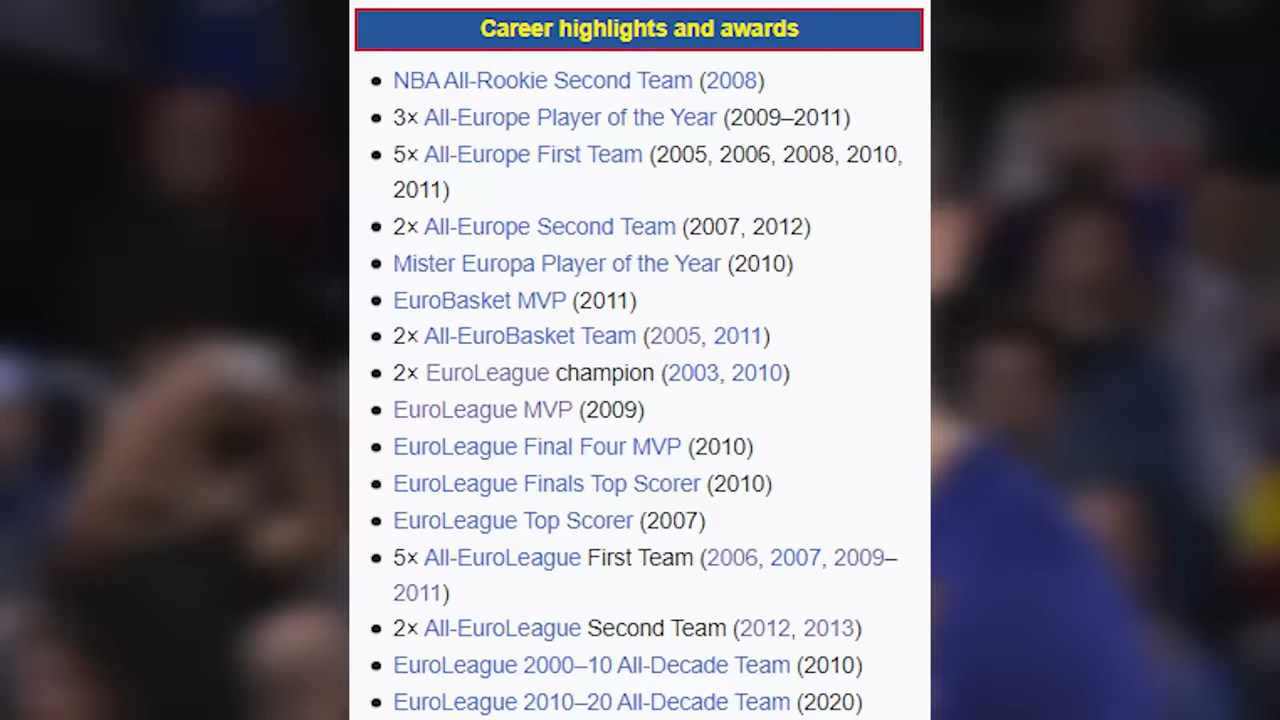 Career highlights and awards
• NBA All-Rookie Second Team (2008)
• 3× All-Europe Player of the Year (2009–2011)
• 5× All-Europe First Team (2005, 2006, 2008, 2010,
2011)
• 2× All-Europe Second Team (2007, 2012)
• Mister Europa Player of the Year (2010)
• EuroBasket MVP (2011)
• 2× All-EuroBasket Team (2005, 2011)
• 2× EuroLeague champion (2003, 2010)
• EuroLeague MVP (2009)
• EuroLeague Final Four MVP (2010)
• EuroLeague Finals Top Scorer (2010)
• EuroLeague Top Scorer (2007)
• 5× All-EuroLeague First Team (2006, 2007, 2009–
2011)
• 2× All-EuroLeague Second Team (2012, 2013)
• EuroLeague 2000–10 All-Decade Team (2010)
• EuroLeague 2010–20 All-Decade Team (2020)